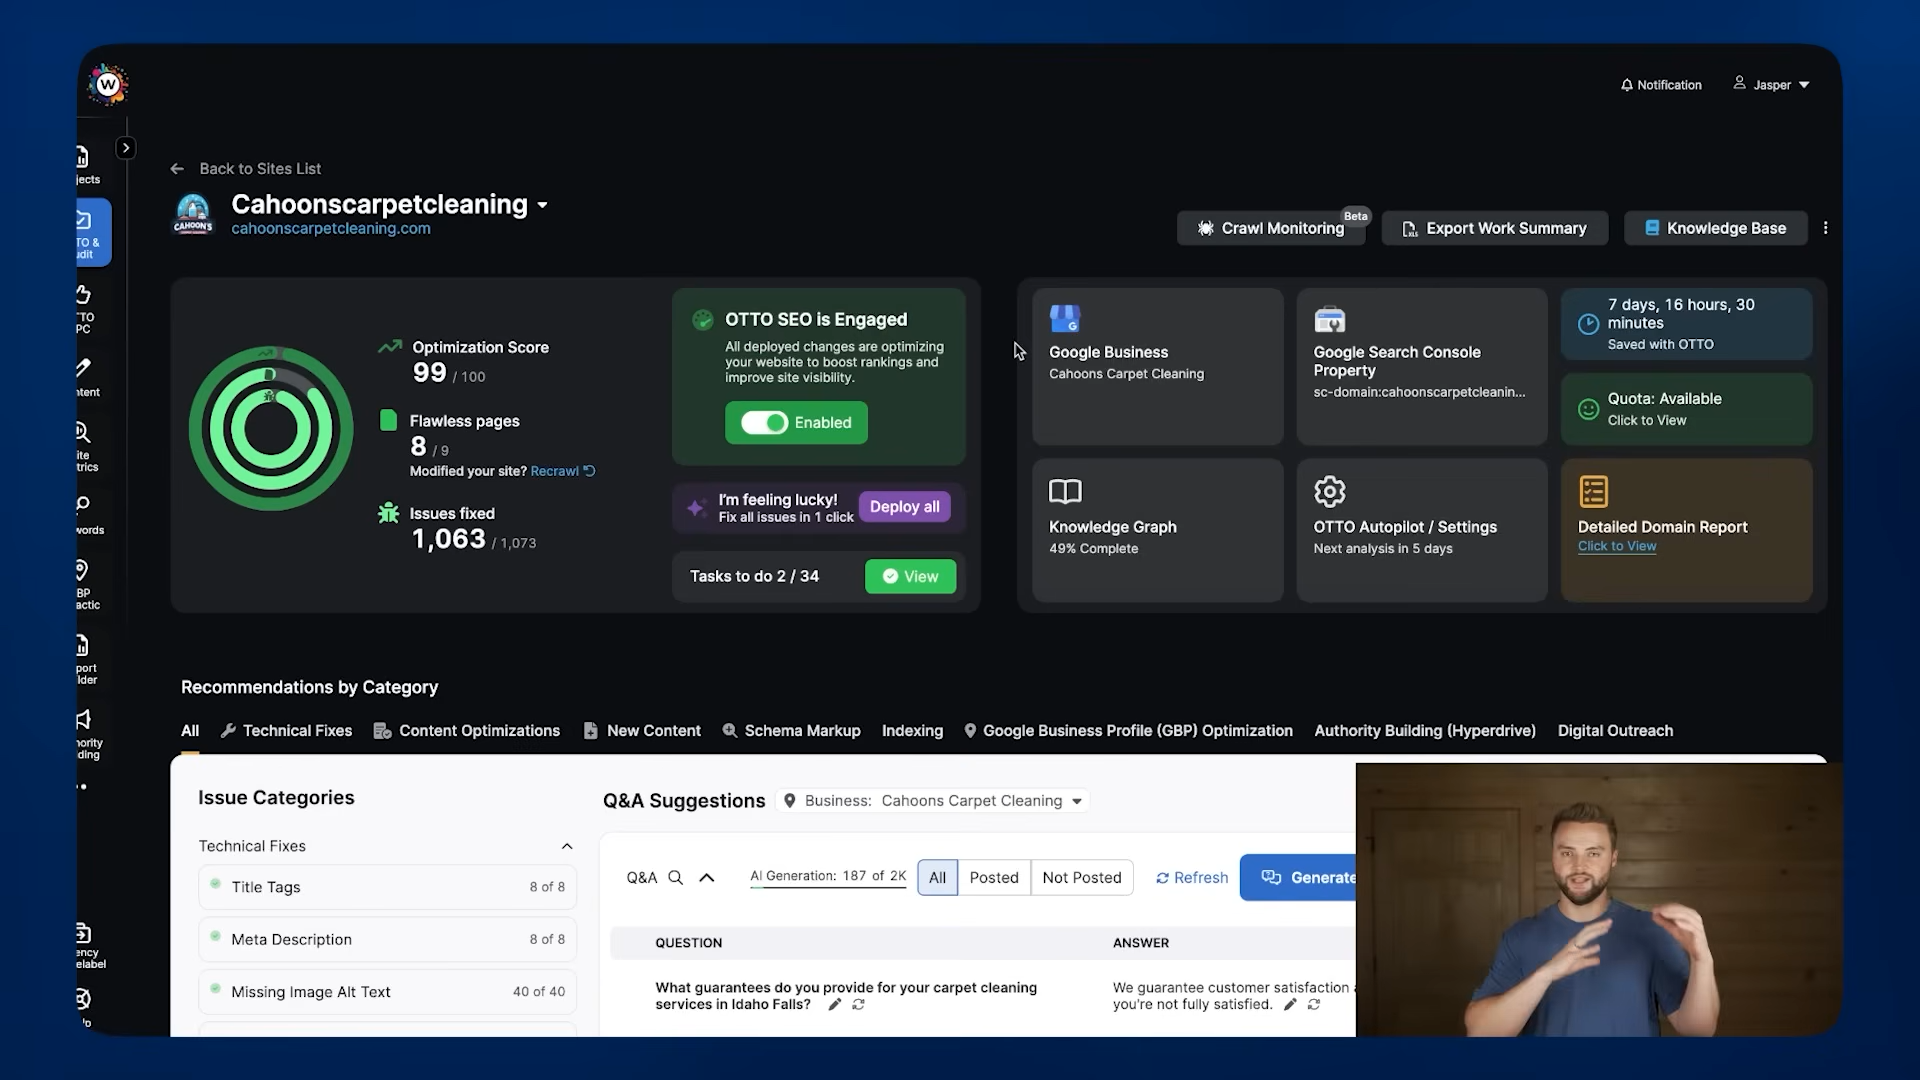 W
Notification
Jasper
jects
TO &
udit
TO
PC
ntent
ite
trics
words
BP
actic
port
ilder
hority
ding
ency
elabel
lp
Back to Sites List
CAHOON'S
Cahoonscarpetcleaning
cahoonscarpetcleaning.com
Crawl Monitoring
Beta
Export Work Summary
Knowledge Base
Optimization Score
99 / 100
Flawless pages
8 / 9
Modified your site? Recrawl
Issues fixed
1,063 / 1,073
OTTO SEO is Engaged
All deployed changes are optimizing
your website to boost rankings and
improve site visibility.
Enabled
I'm feeling lucky!
Fix all issues in 1 click
Deploy all
Tasks to do 2 / 34
View
Google Business
Cahoons Carpet Cleaning
Google Search Console
Property
sc-domain:cahoonscarpetcleanin...
7 days, 16 hours, 30
minutes
Saved with OTTO
Quota: Available
Click to View
Knowledge Graph
49% Complete
OTTO Autopilot / Settings
Next analysis in 5 days
Detailed Domain Report
Click to View
Recommendations by Category
All
Technical Fixes
Content Optimizations
New Content
Schema Markup
Indexing
Google Business Profile (GBP) Optimization
Authority Building (Hyperdrive)
Digital Outreach
Issue Categories
Technical Fixes
Title Tags 8 of 8
Meta Description 8 of 8
Missing Image Alt Text 40 of 40
Q&A Suggestions
Business: Cahoons Carpet Cleaning
Q&A
AI Generation: 187 of 2K
All
Posted
Not Posted
Refresh
Generate
QUESTION
ANSWER
What guarantees do you provide for your carpet cleaning
services in Idaho Falls?
We guarantee customer satisfaction
you're not fully satisfied.